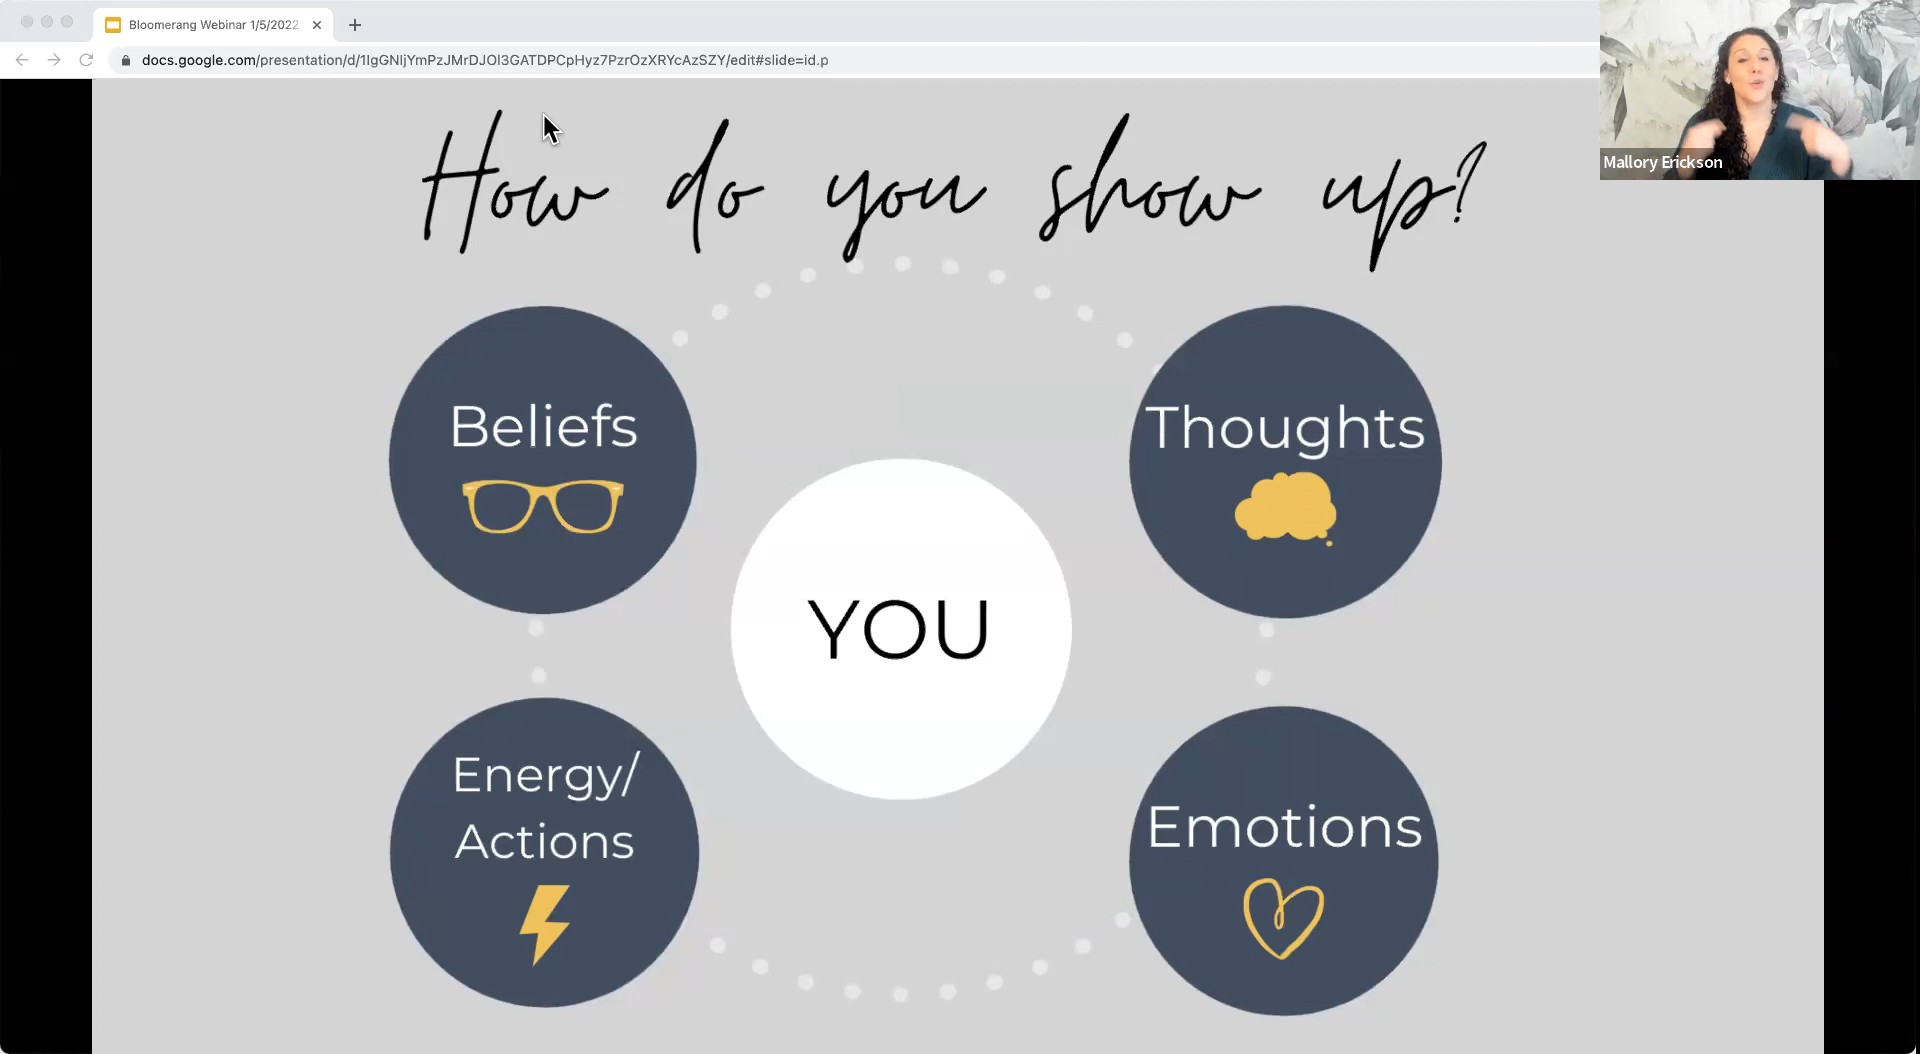 Bloomerang Webinar 1/5/2022
docs.google.com/presentation/d/1IgGNIjYmPzJMrDJOl3GATDPCpHyz7PzrOzXRYcAzSZY/edit#slide=id.p
Mallory Erickson
How do you show up?
Beliefs
Thoughts
YOU
Energy/
Actions
Emotions